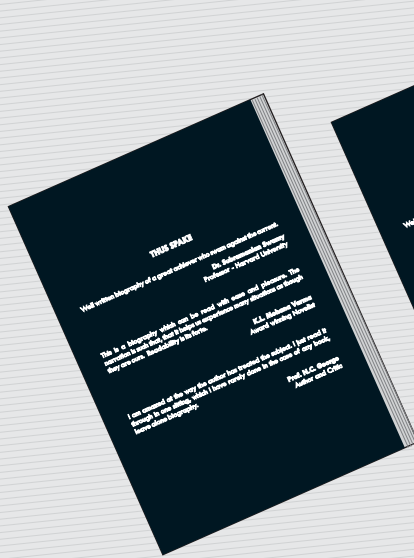 THUS SPAKE
Well written biography of a great achiever who swam against the current.
Dr. Subramanian Swamy
Professor - Harvard University
This is a biography which can be read with ease and pleasure. The
narration is such that, that it helps us experience many situations as though
they are ours. Readability is its forte.
K.L. Mohana Varma
Award winning Novelist
I am amazed at the way the author has treated the subject. I just read it
through in one sitting, which I have rarely done in the case of any book,
leave alone biography.
Prof. M.C. George
Author and Critic
We